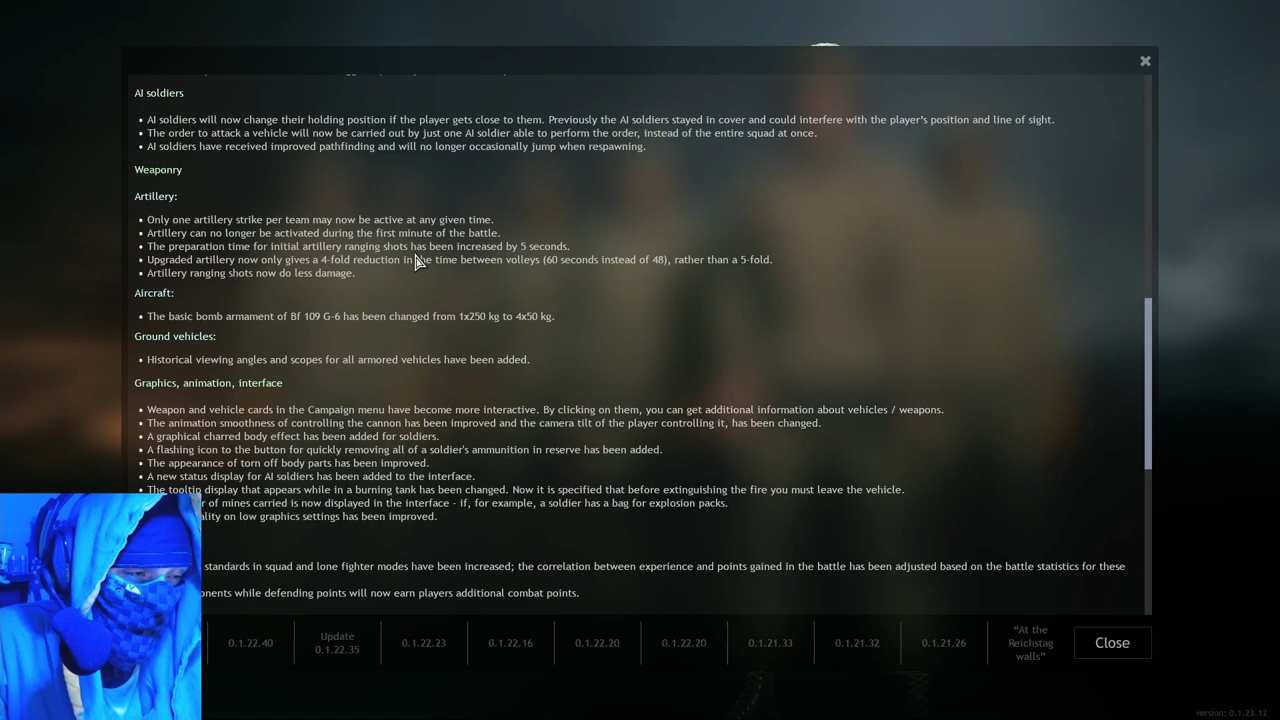 AI soldiers
• AI soldiers will now change their holding position if the player gets close to them. Previously the AI soldiers stayed in cover and could interfere with the player's position and line of sight.
• The order to attack a vehicle will now be carried out by just one AI soldier able to perform the order, instead of the entire squad at once.
• AI soldiers have received improved pathfinding and will no longer occasionally jump when respawning.
Weaponry
Artillery:
• Only one artillery strike per team may now be active at any given time.
• Artillery can no longer be activated during the first minute of the battle.
• The preparation time for initial artillery ranging shots has been increased by 5 seconds.
• Upgraded artillery now only gives a 4-fold reduction in the time between volleys (60 seconds instead of 48), rather than a 5-fold.
• Artillery ranging shots now do less damage.
Aircraft:
• The basic bomb armament of Bf 109 G-6 has been changed from 1x250 kg to 4x50 kg.
Ground vehicles:
• Historical viewing angles and scopes for all armored vehicles have been added.
Graphics, animation, interface
• Weapon and vehicle cards in the Campaign menu have become more interactive. By clicking on them, you can get additional information about vehicles / weapons.
• The animation smoothness of controlling the cannon has been improved and the camera tilt of the player controlling it, has been changed.
• A graphical charred body effect has been added for soldiers.
• A flashing icon to the button for quickly removing all of a soldier's ammunition in reserve has been added.
• The appearance of torn off body parts has been improved.
• A new status display for AI soldiers has been added to the interface.
• The tooltip display that appears while in a burning tank has been changed. Now it is specified that before extinguishing the fire you must leave the vehicle.
of mines carried is now displayed in the interface - if, for example, a soldier has a bag for explosion packs.
on low graphics settings has been improved.
standards in squad and lone fighter modes have been increased; the correlation between experience and points gained in the battle has been adjusted based on the battle statistics for these
while defending points will now earn players additional combat points.
0.1.22.40
Update
0.1.22.35
0.1.22.23
0.1.22.16
0.1.22.20
0.1.22.20
0.1.21.33
0.1.21.32
0.1.21.26
"At the
Reichstag
walls"
Close
version: 0.1.23.12